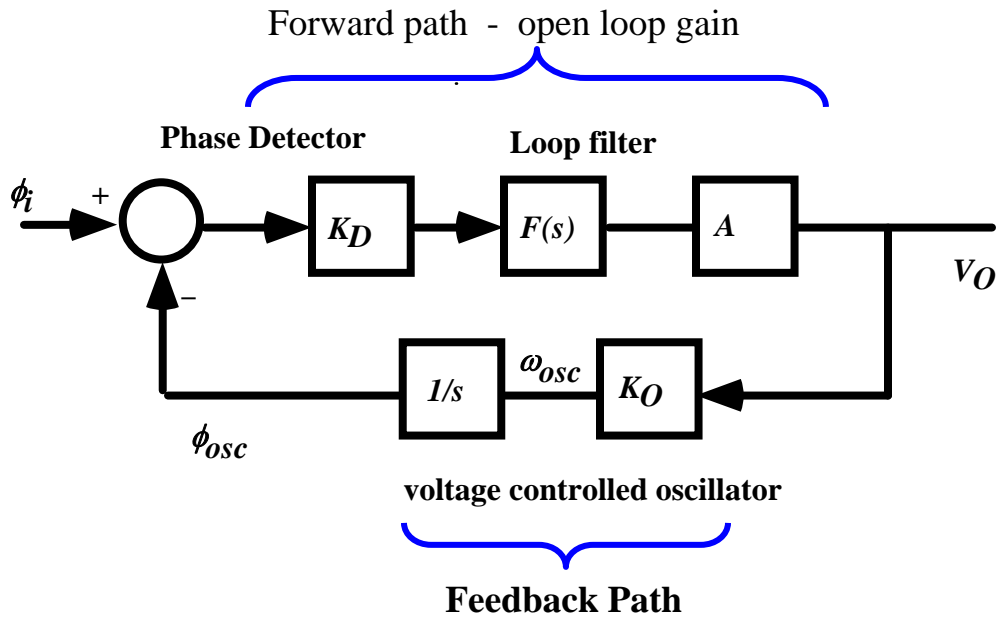 Forward path - open loop gain
Phase Detector
Loop filter
ϕi
+
KD
F(s)
A
VO
−
1/s
ωosc
KO
ϕosc
voltage controlled oscillator
Feedback Path